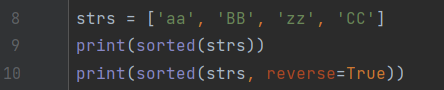 8 strs = ['aa', 'BB', 'zz', 'CC']
9 print(sorted(strs))
10 print(sorted(strs, reverse=True))